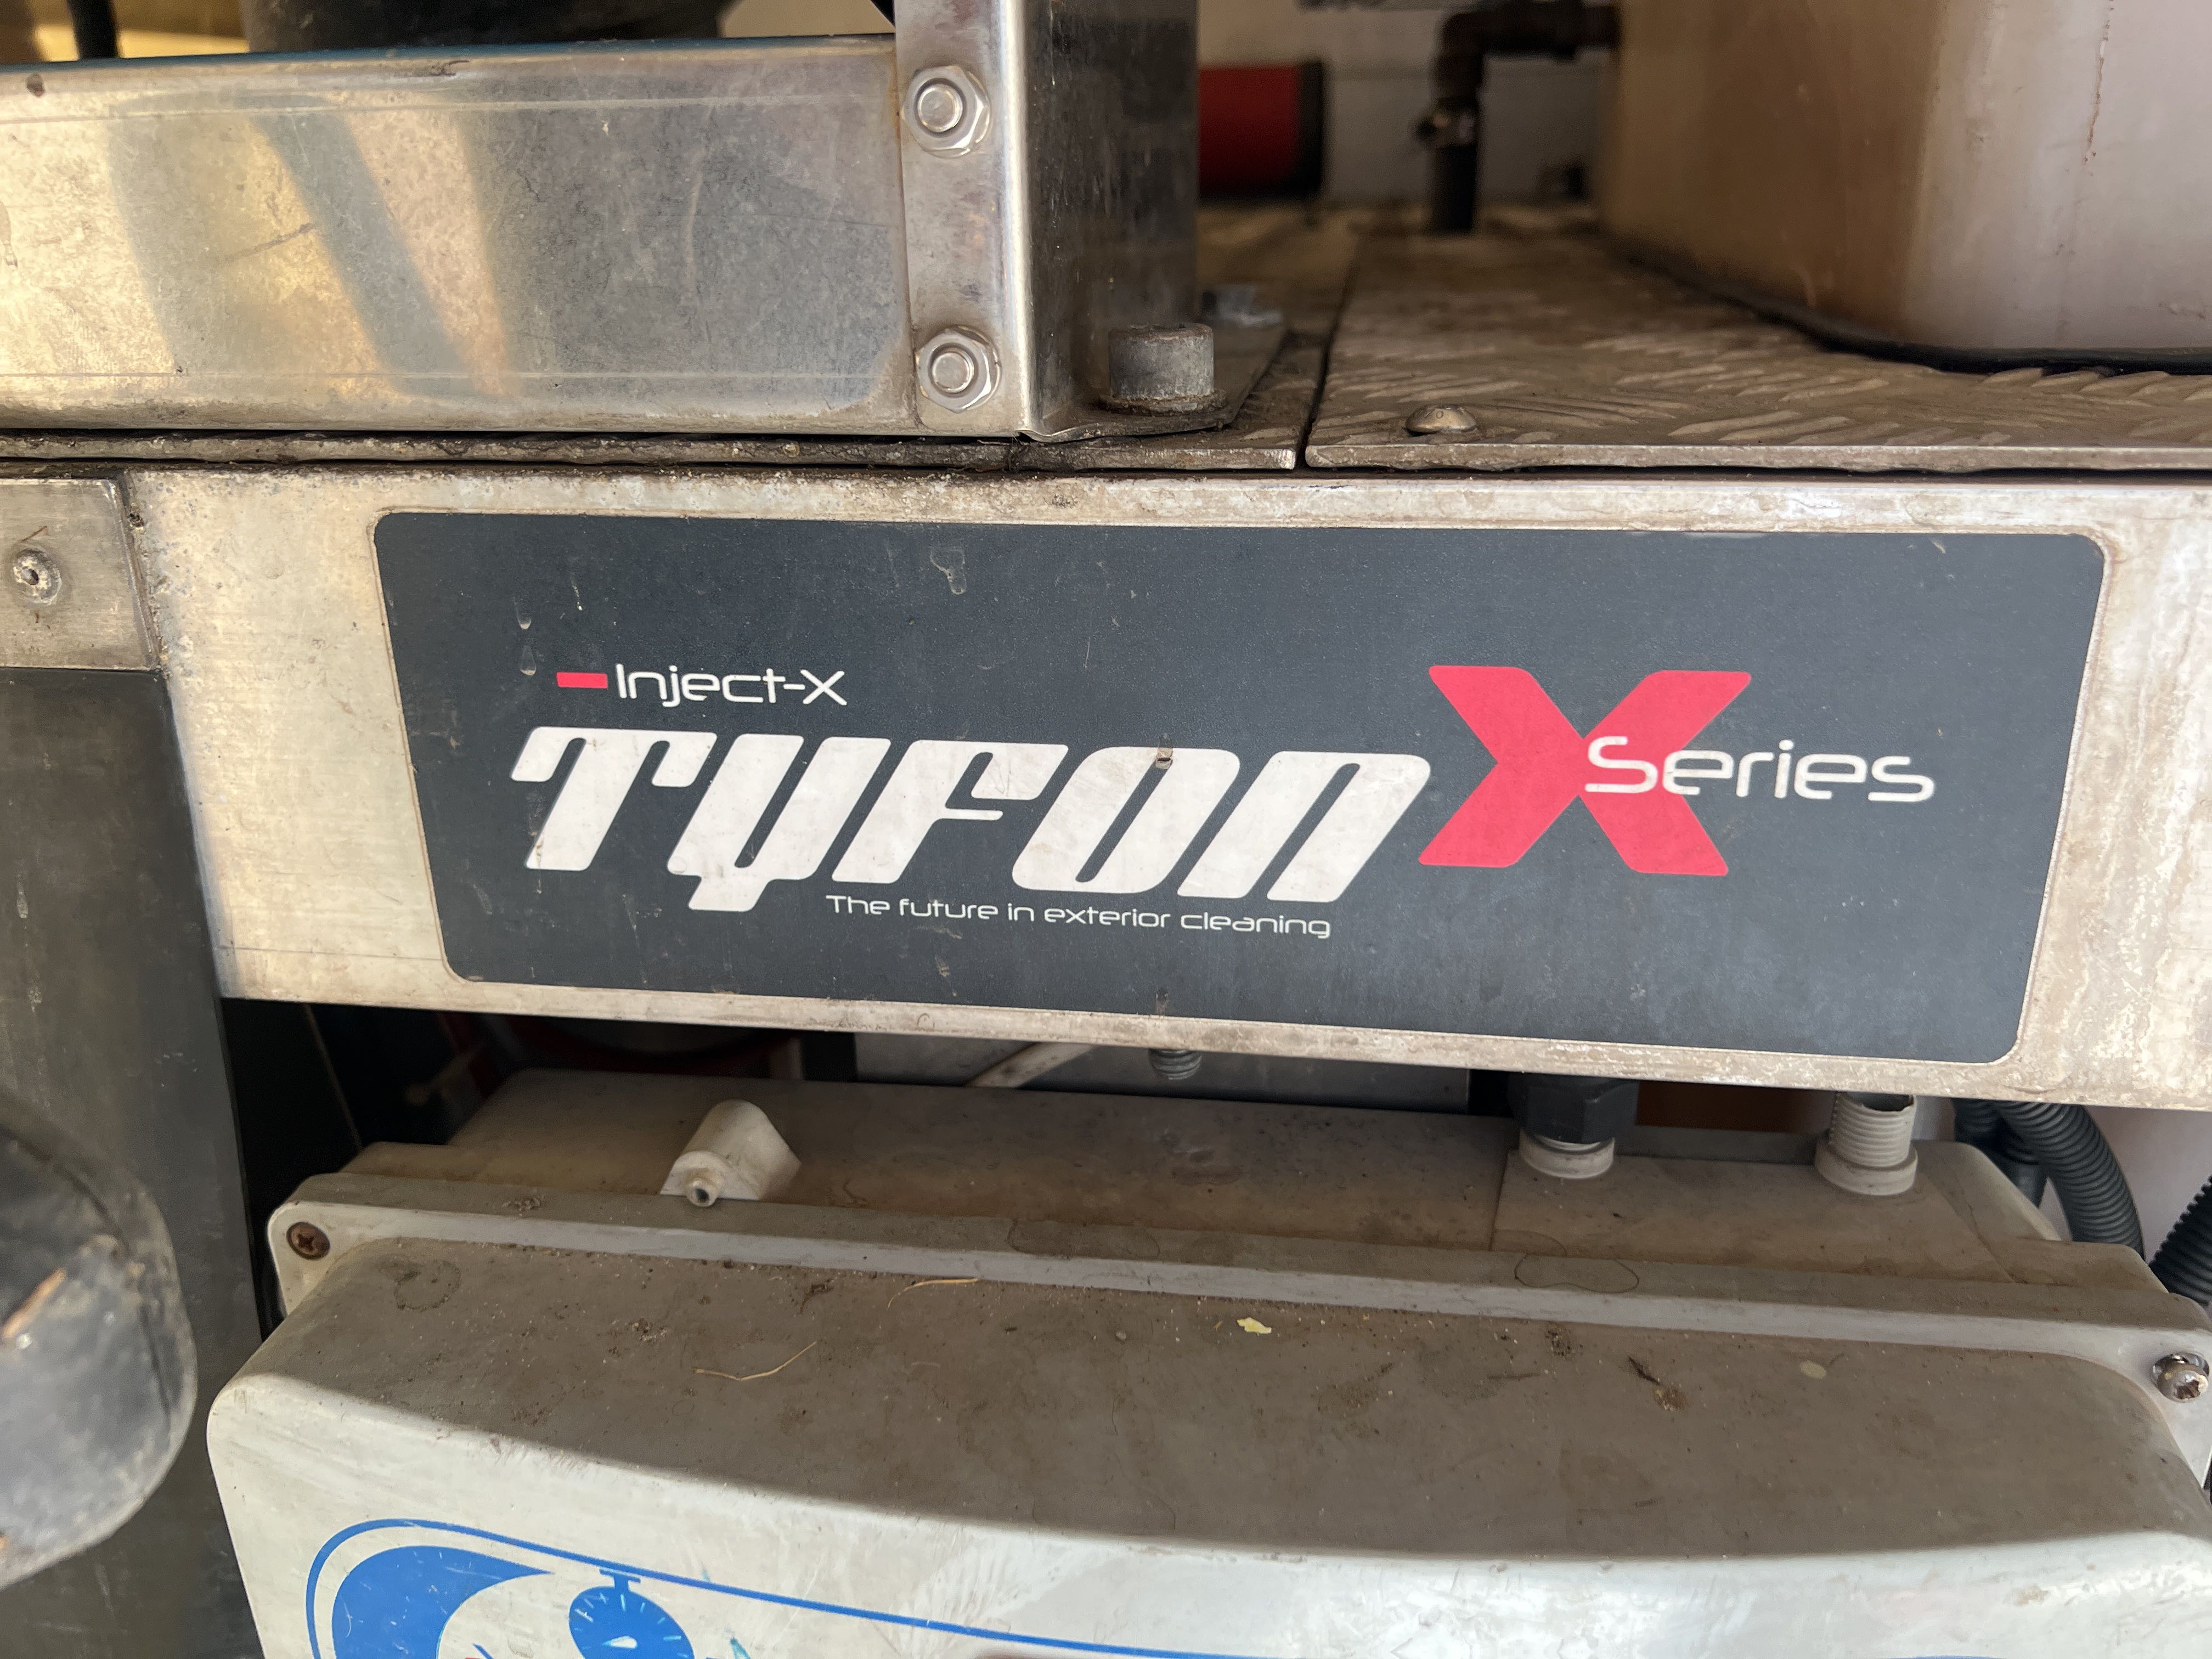 Inject-X
TYFON X Series
The future in exterior cleaning